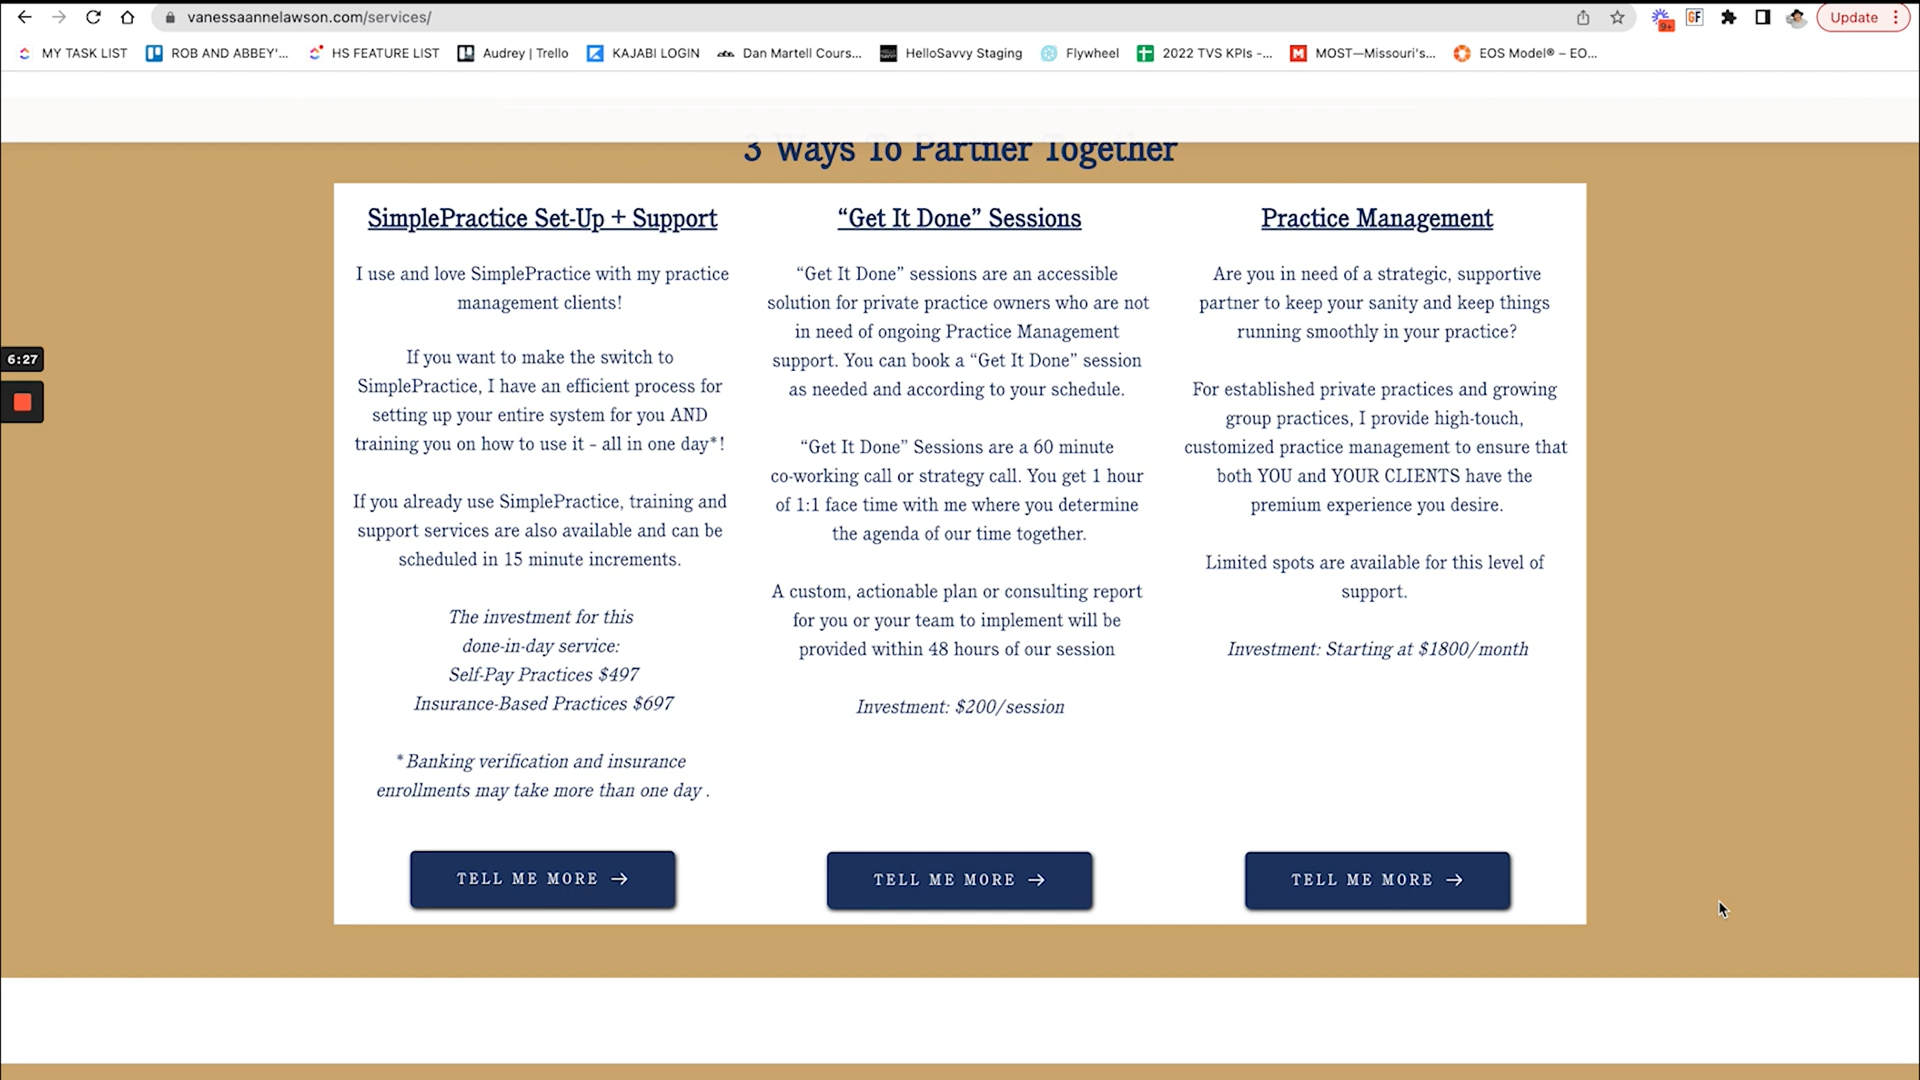 vanessaannelawson.com/services/
9+
GF
Update
MY TASK LIST
ROB AND ABBEY'...
HS FEATURE LIST
Audrey | Trello
KAJABI LOGIN
Dan Martell Cours...
HelloSavvy Staging
Flywheel
2022 TVS KPIs -...
MOST—Missouri's...
EOS Model® – EO...
3 Ways To Partner Together
6:27
SimplePractice Set-Up + Support
I use and love SimplePractice with my practice
management clients!
If you want to make the switch to
SimplePractice, I have an efficient process for
setting up your entire system for you AND
training you on how to use it - all in one day*!
If you already use SimplePractice, training and
support services are also available and can be
scheduled in 15 minute increments.
The investment for this
done-in-day service:
Self-Pay Practices $497
Insurance-Based Practices $697
*Banking verification and insurance
enrollments may take more than one day .
TELL ME MORE →
“Get It Done” Sessions
“Get It Done” sessions are an accessible
solution for private practice owners who are not
in need of ongoing Practice Management
support. You can book a “Get It Done” session
as needed and according to your schedule.
“Get It Done” Sessions are a 60 minute
co-working call or strategy call. You get 1 hour
of 1:1 face time with me where you determine
the agenda of our time together.
A custom, actionable plan or consulting report
for you or your team to implement will be
provided within 48 hours of our session
Investment: $200/session
TELL ME MORE →
Practice Management
Are you in need of a strategic, supportive
partner to keep your sanity and keep things
running smoothly in your practice?
For established private practices and growing
group practices, I provide high-touch,
customized practice management to ensure that
both YOU and YOUR CLIENTS have the
premium experience you desire.
Limited spots are available for this level of
support.
Investment: Starting at $1800/month
TELL ME MORE →